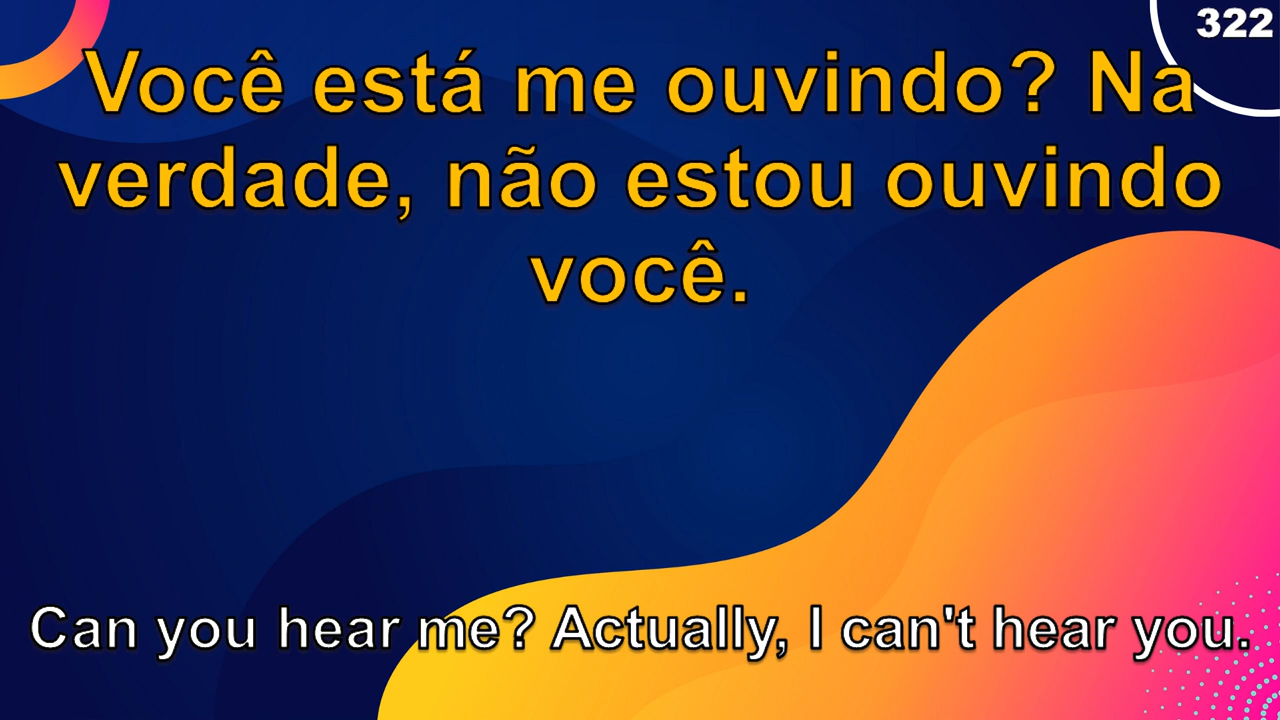 322
Você está me ouvindo? Na
verdade, não estou ouvindo
você.
Can you hear me? Actually, I can't hear you.